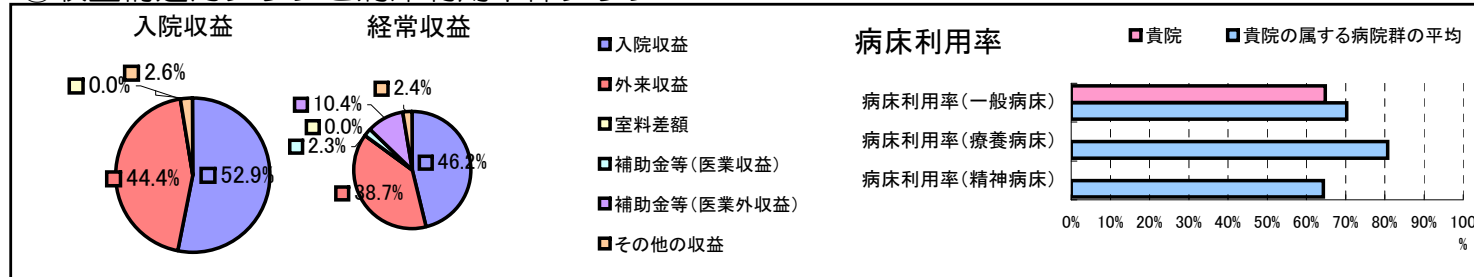 入院収益
経常収益
0.0%
2.6%
44.4%
52.9%
10.4%
2.4%
0.0%
2.3%
46.2%
38.7%
入院収益
外来収益
室料差額
補助金等(医業収益)
補助金等(医業外収益)
その他の収益
病床利用率
貴院 貴院の属する病院群の平均
病床利用率(一般病床)
病床利用率(療養病床)
病床利用率(精神病床)
0% 10% 20% 30% 40% 50% 60% 70% 80% 90% 100
%